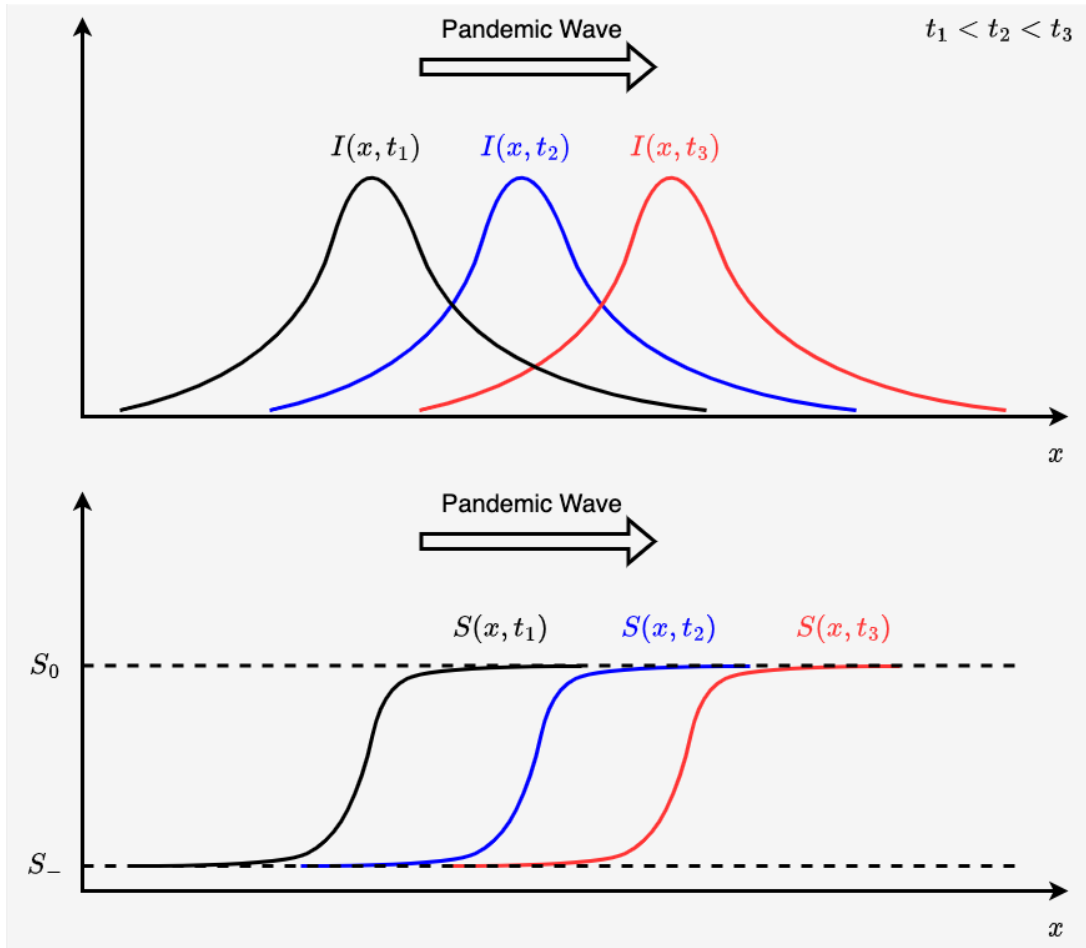 Pandemic Wave
t₁ < t₂ < t₃
I(x, t₁) I(x, t₂) I(x, t₃)
x
Pandemic Wave
S(x, t₁) S(x, t₂) S(x, t₃)
S₀
S₋
x